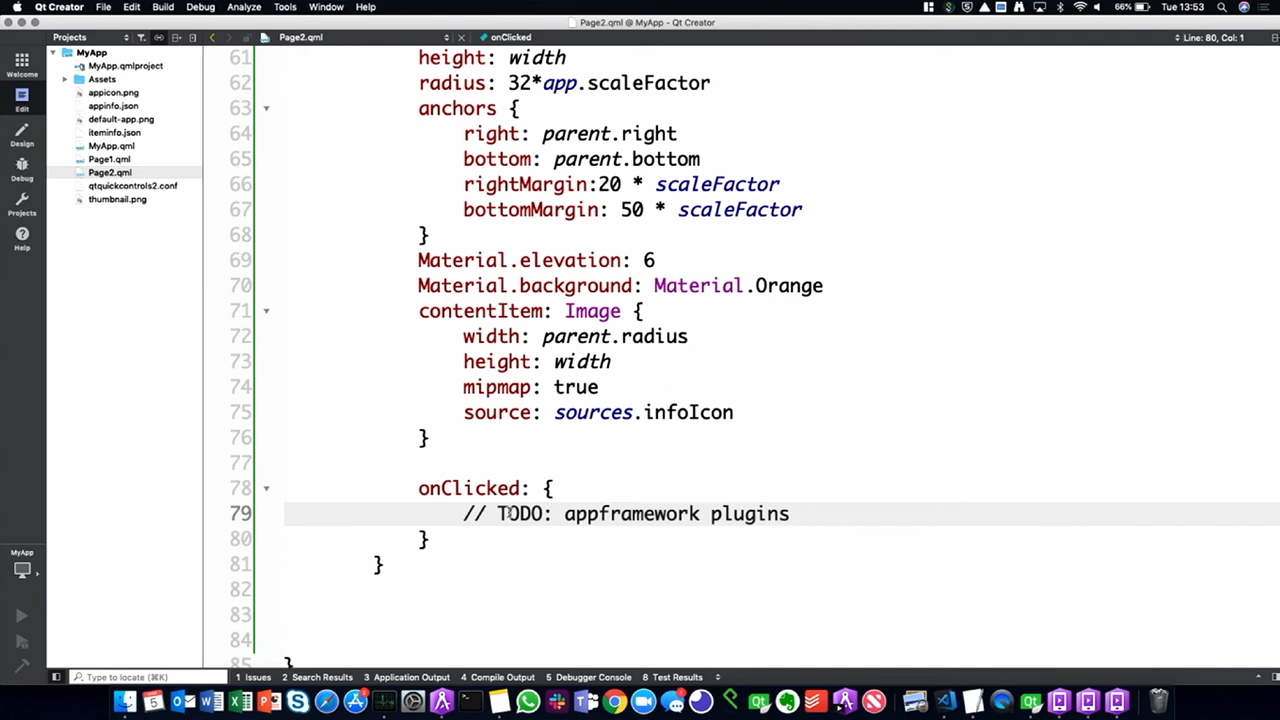 Qt Creator File Edit Build Debug Analyze Tools Window Help 66% Tue 13:53
Page2.qml @ MyApp - Qt Creator
Projects Page2.qml onClicked Line: 80, Col: 1
Welcome
Edit
Design
Debug
Projects
Help
MyApp
MyApp
MyApp.qmlproject
Assets
appicon.png
appinfo.json
default-app.png
iteminfo.json
MyApp.qml
Page1.qml
Page2.qml
qtquickcontrols2.conf
thumbnail.png
61 height: width
62 radius: 32*app.scaleFactor
63 anchors {
64 right: parent.right
65 bottom: parent.bottom
66 rightMargin:20 * scaleFactor
67 bottomMargin: 50 * scaleFactor
68 }
69 Material.elevation: 6
70 Material.background: Material.Orange
71 contentItem: Image {
72 width: parent.radius
73 height: width
74 mipmap: true
75 source: sources.infoIcon
76 }
77
78 onClicked: {
79 // TODO: appframework plugins
80 }
81 }
82
83
84
85 }
Type to locate (⌘K) 1 Issues 2 Search Results 3 Application Output 4 Compile Output 5 Debugger Console 8 Test Results